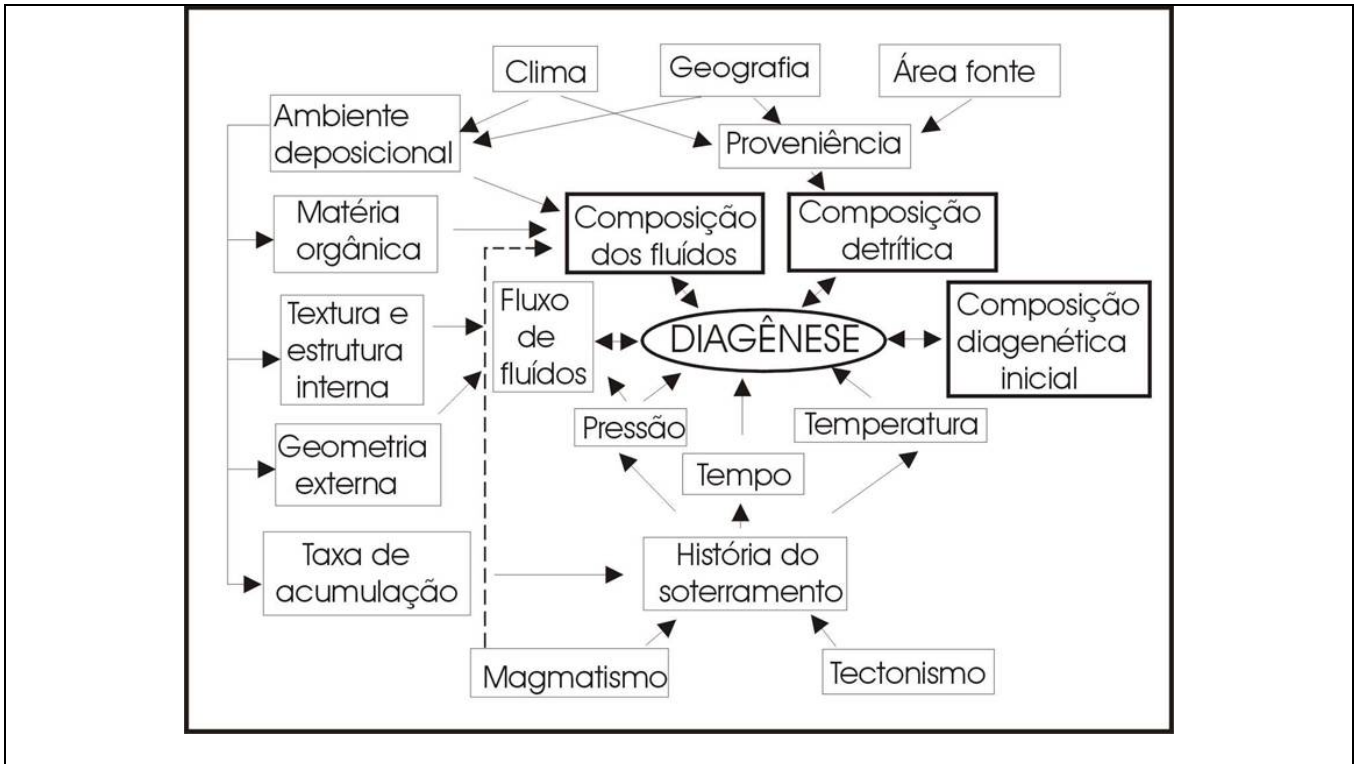 Clima
Geografia
Área fonte
Ambiente
deposicional
Proveniência
Matéria
orgânica
Composição
dos fluídos
Composição
detrítica
Textura e
estrutura
interna
Fluxo
de
fluídos
DIAGÊNESE
Composição
diagenética
inicial
Pressão
Temperatura
Geometria
externa
Tempo
Taxa de
acumulação
História do
soterramento
Magmatismo
Tectonismo